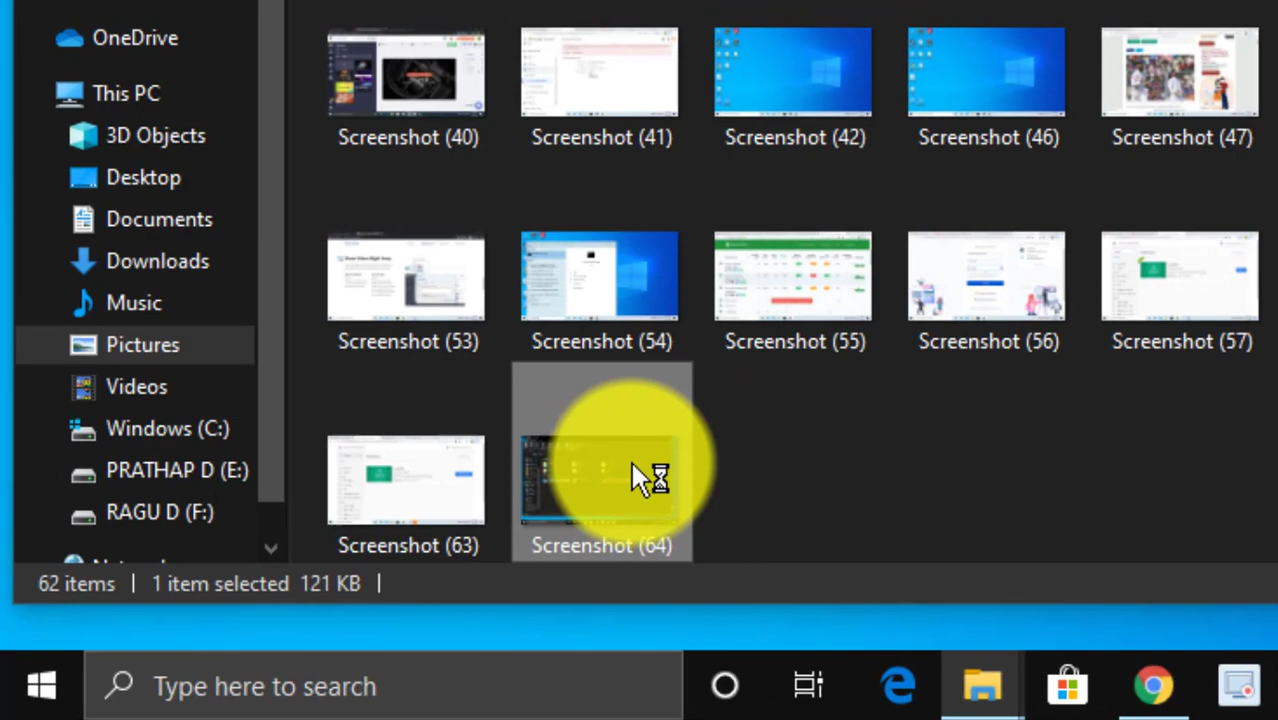 OneDrive
This PC
3D Objects
Desktop
Documents
Downloads
Music
Pictures
Videos
Windows (C:)
PRATHAP D (E:)
RAGU D (F:)
Screenshot (40)
Screenshot (41)
Screenshot (42)
Screenshot (46)
Screenshot (47)
Screenshot (53)
Screenshot (54)
Screenshot (55)
Screenshot (56)
Screenshot (57)
Screenshot (63)
Screenshot (64)
62 items
1 item selected 121 KB
Type here to search